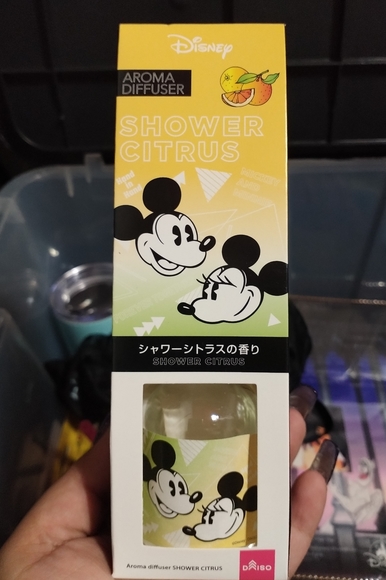 Disney
AROMA
DIFFUSER
SHOWER
CITRUS
シャワーシトラスの香り
SHOWER CITRUS
Aroma diffuser SHOWER CITRUS
DAISO